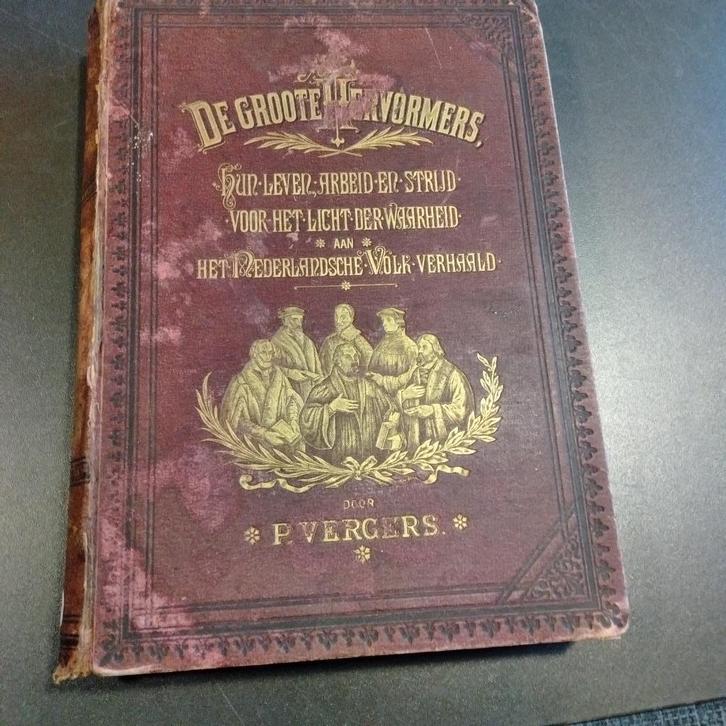 DE GROOTE HERVORMERS,
HUN·LEVEN,·ARBEID·EN·STRIJD·
VOOR·HET·LICHT·DER·WAARHEID·
AAN
HET·NEDERLANDSCHE·VOLK·VERHAALD·
DOOR
P. VERGERS.